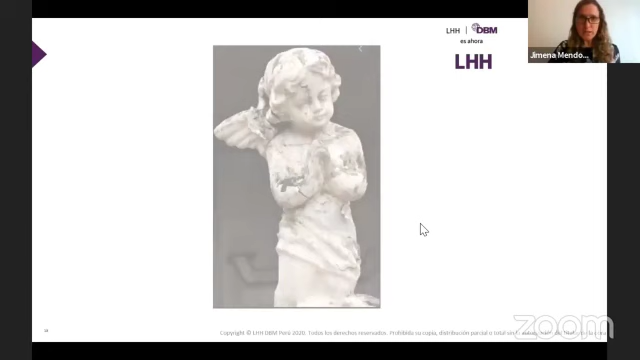 LHH | DBM
es ahora
LHH
Jimena Mendo...
Copyright © LHH DBM Perú 2020. Todos los derechos reservados. Prohibida su copia, distribución parcial o total sin
zoom